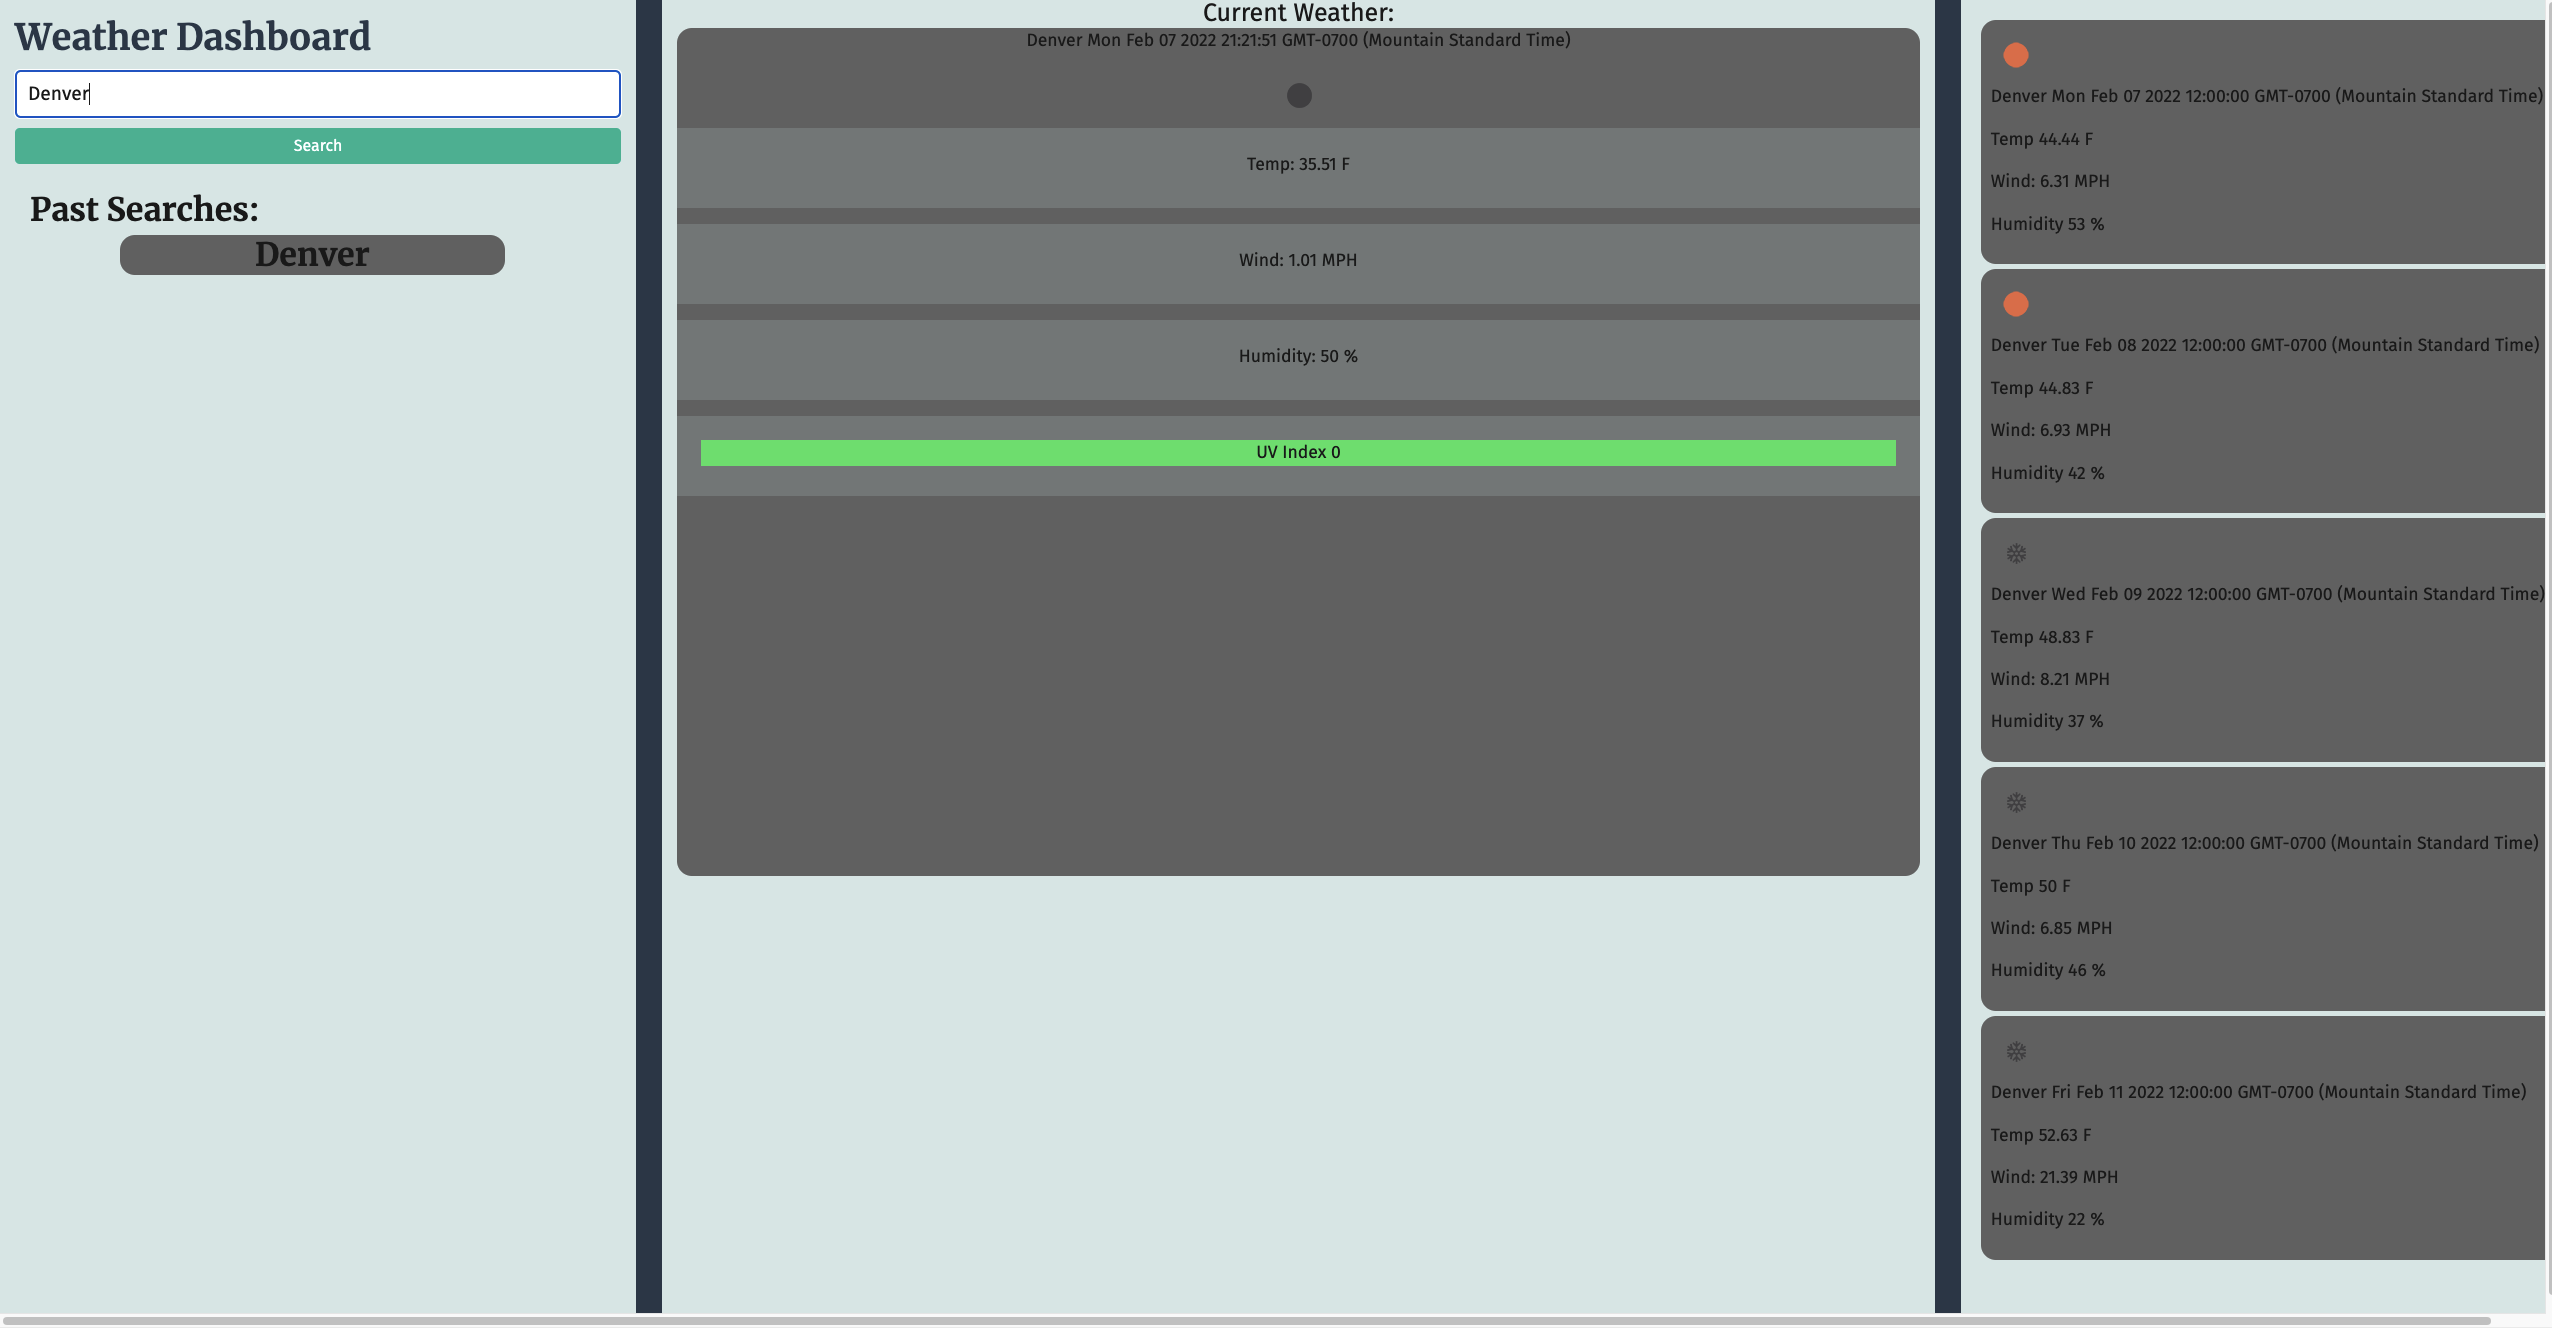 Weather Dashboard
Denver
Search
Past Searches:
Denver
Current Weather:
Denver Mon Feb 07 2022 21:21:51 GMT-0700 (Mountain Standard Time)
Temp: 35.51 F
Wind: 1.01 MPH
Humidity: 50 %
UV Index 0
Denver Mon Feb 07 2022 12:00:00 GMT-0700 (Mountain Standard Time)
Temp 44.44 F
Wind: 6.31 MPH
Humidity 53 %
Denver Tue Feb 08 2022 12:00:00 GMT-0700 (Mountain Standard Time)
Temp 44.83 F
Wind: 6.93 MPH
Humidity 42 %
Denver Wed Feb 09 2022 12:00:00 GMT-0700 (Mountain Standard Time)
Temp 48.83 F
Wind: 8.21 MPH
Humidity 37 %
Denver Thu Feb 10 2022 12:00:00 GMT-0700 (Mountain Standard Time)
Temp 50 F
Wind: 6.85 MPH
Humidity 46 %
Denver Fri Feb 11 2022 12:00:00 GMT-0700 (Mountain Standard Time)
Temp 52.63 F
Wind: 21.39 MPH
Humidity 22 %